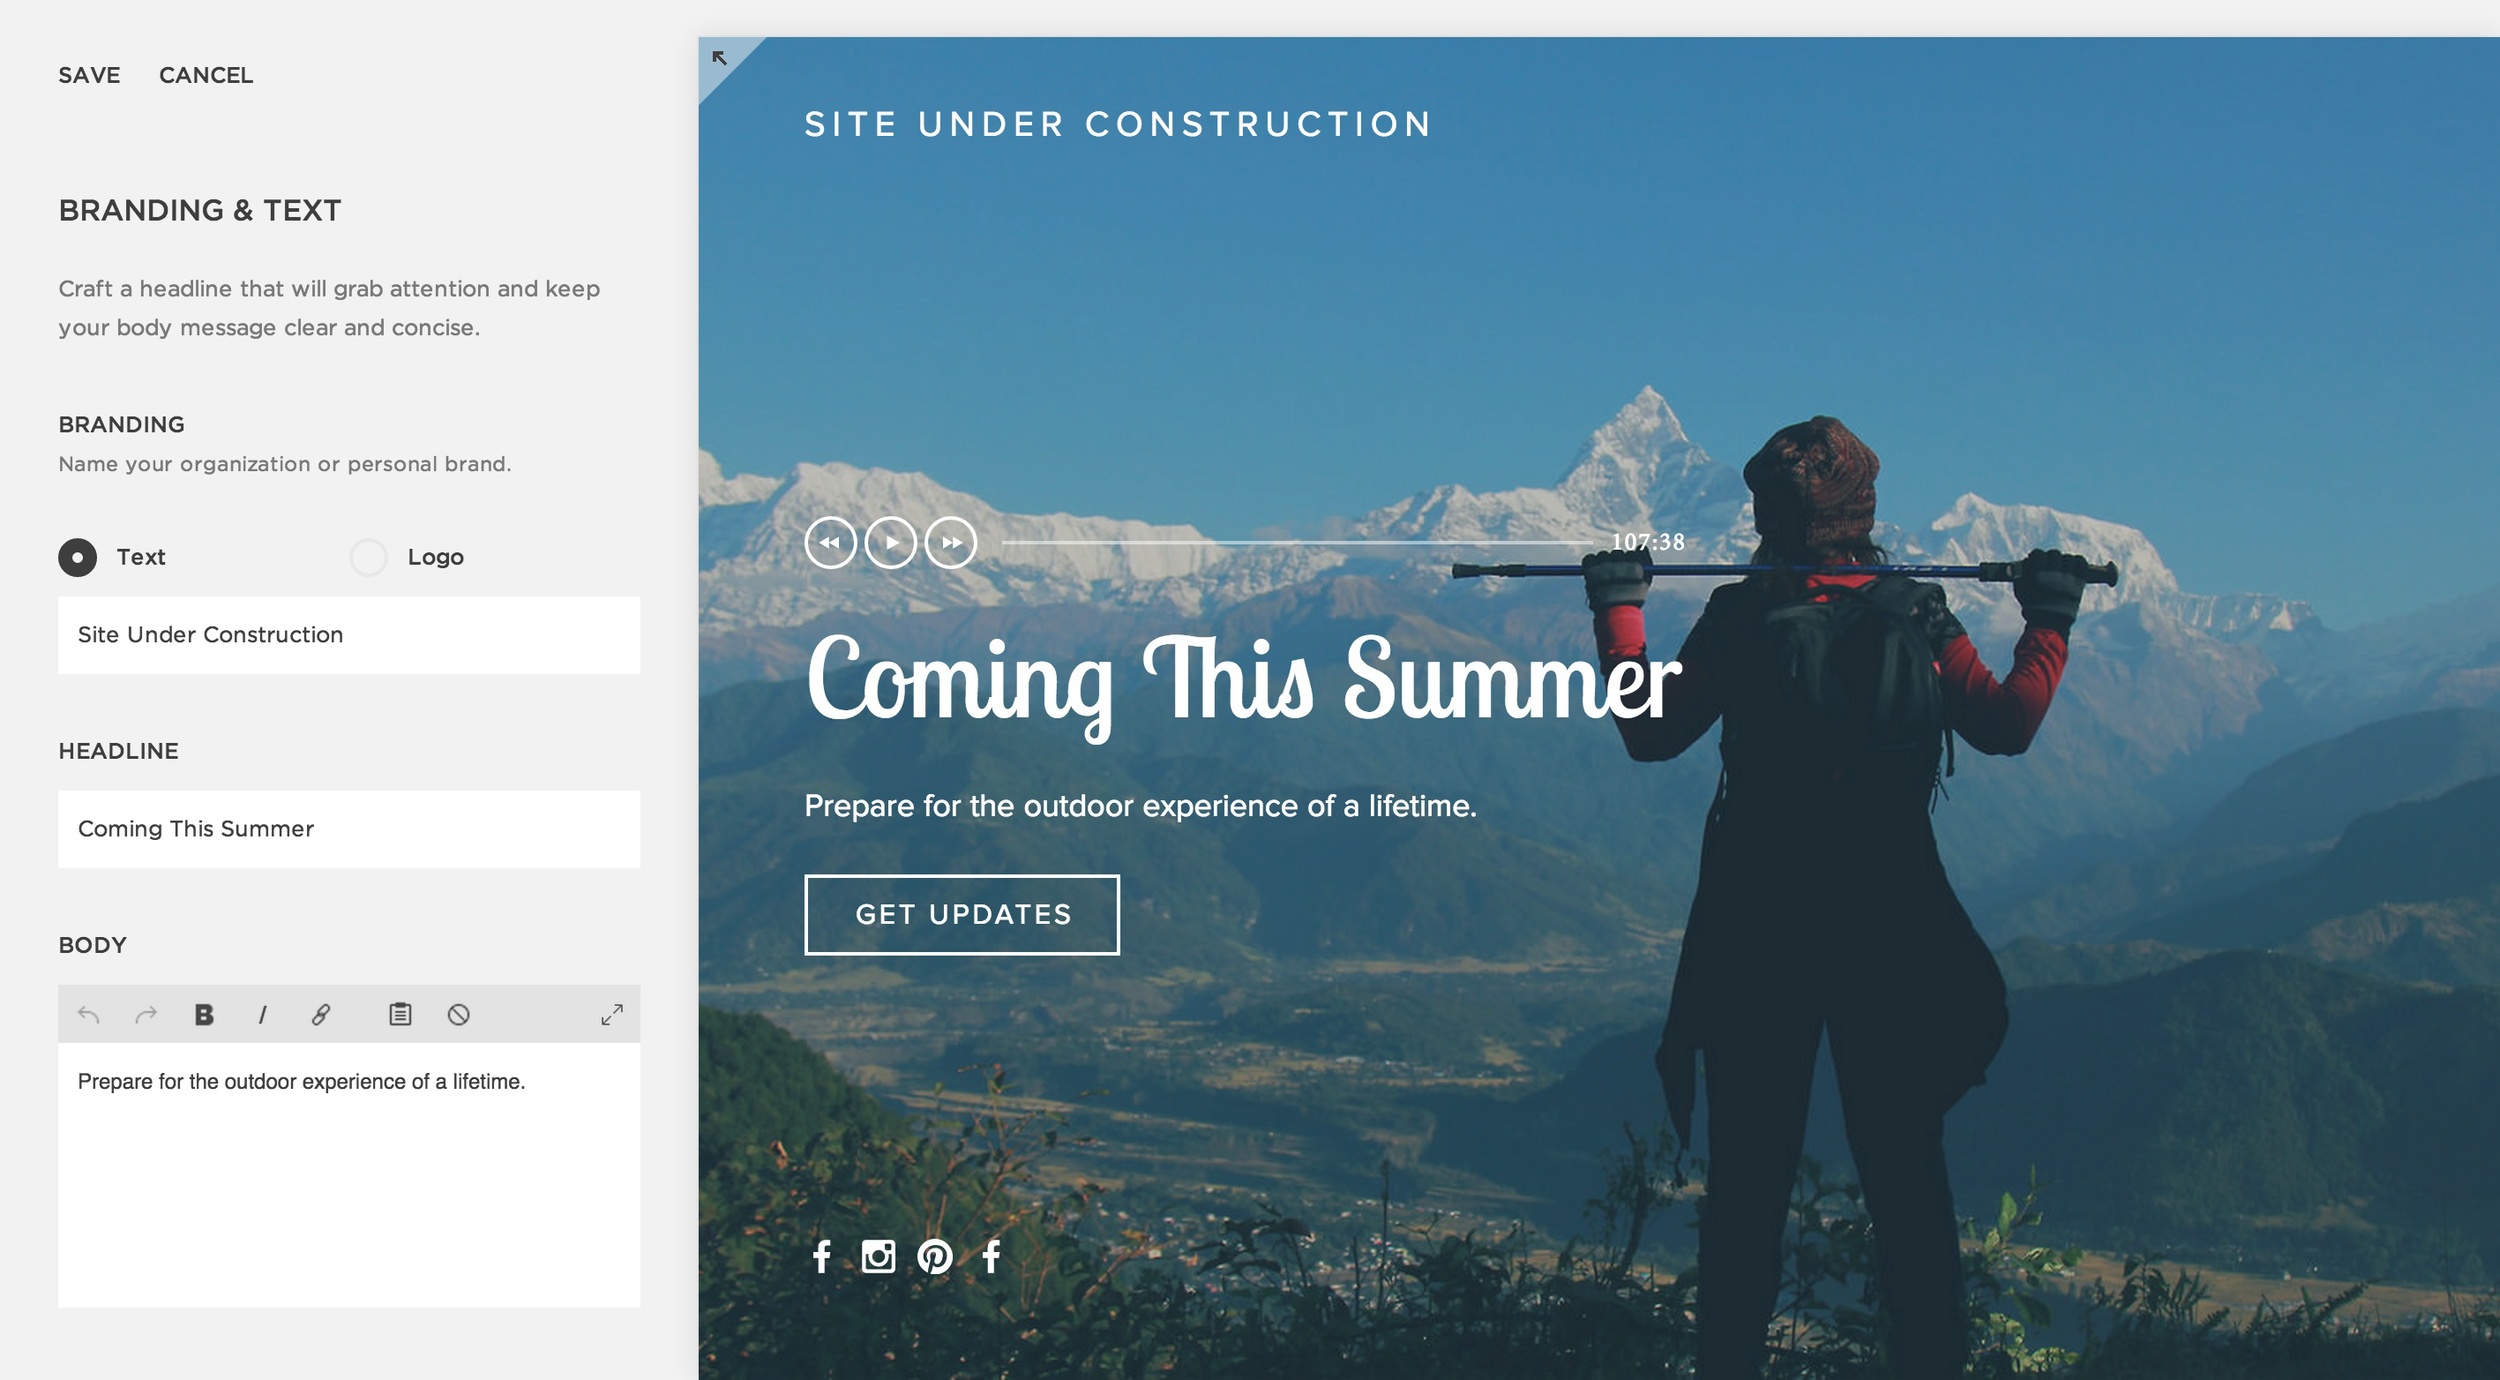 SAVE CANCEL
BRANDING & TEXT
Craft a headline that will grab attention and keep
your body message clear and concise.
BRANDING
Name your organization or personal brand.
Text Logo
Site Under Construction
HEADLINE
Coming This Summer
BODY
B I
Prepare for the outdoor experience of a lifetime.
SITE UNDER CONSTRUCTION
107:38
Coming This Summer
Prepare for the outdoor experience of a lifetime.
GET UPDATES